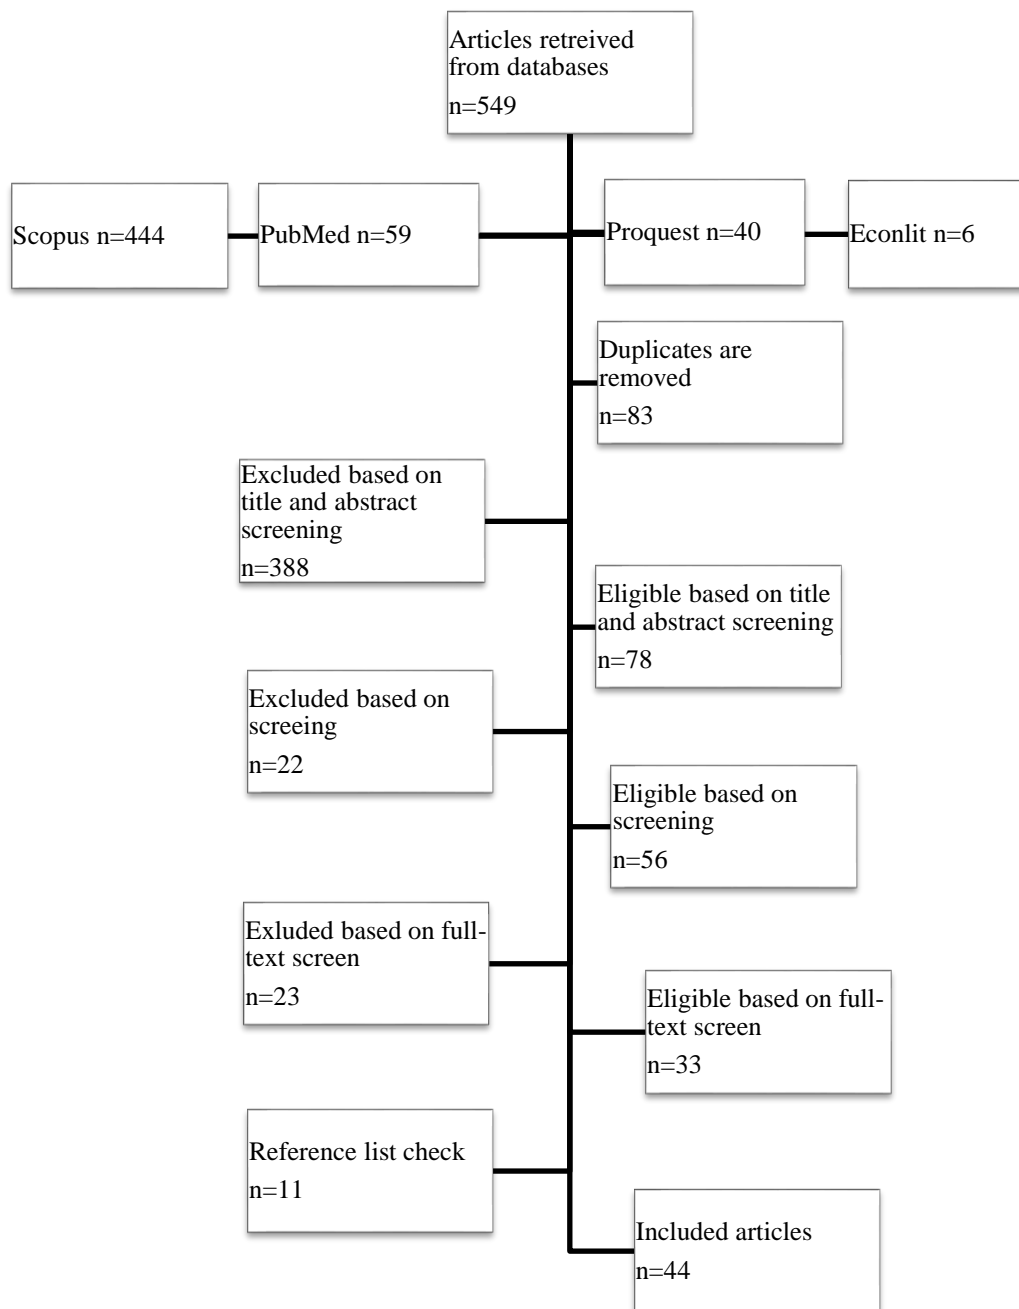 Articles retreived
from databases
n=549
Scopus n=444
PubMed n=59
Proquest n=40
Econlit n=6
Duplicates are
removed
n=83
Excluded based on
title and abstract
screening
n=388
Eligible based on title
and abstract screening
n=78
Excluded based on
screeing
n=22
Eligible based on
screening
n=56
Exluded based on full-
text screen
n=23
Eligible based on full-
text screen
n=33
Reference list check
n=11
Included articles
n=44